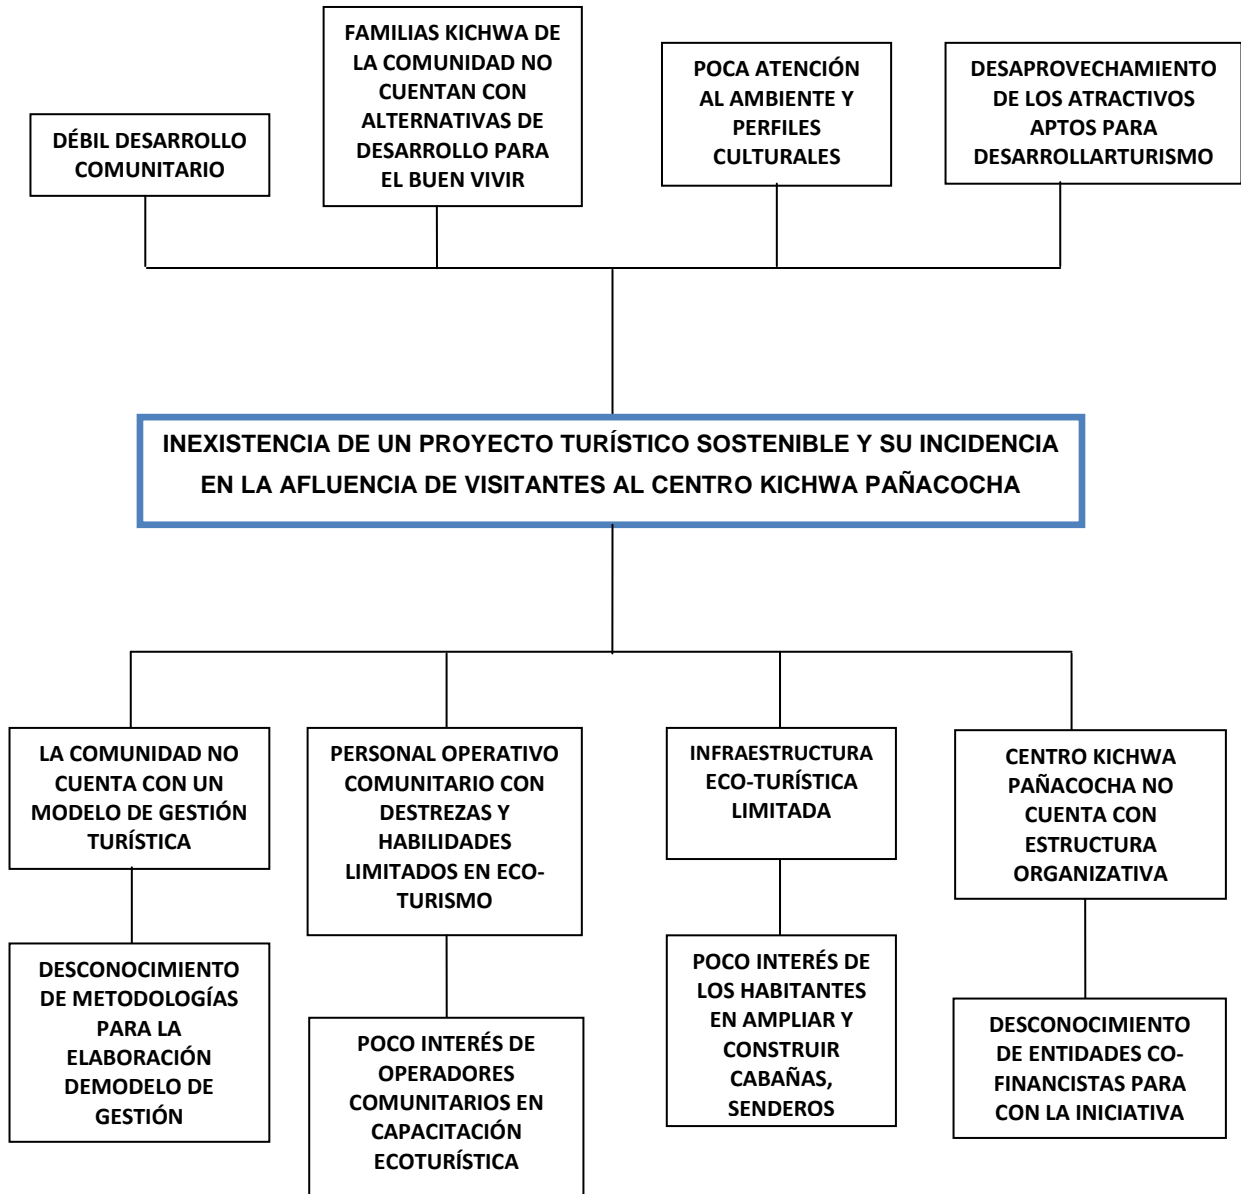 DÉBIL DESARROLLO
COMUNITARIO
FAMILIAS KICHWA DE
LA COMUNIDAD NO
CUENTAN CON
ALTERNATIVAS DE
DESARROLLO PARA
EL BUEN VIVIR
POCA ATENCIÓN
AL AMBIENTE Y
PERFILES
CULTURALES
DESAPROVECHAMIENTO
DE LOS ATRACTIVOS
APTOS PARA
DESARROLLARTURISMO
INEXISTENCIA DE UN PROYECTO TURÍSTICO SOSTENIBLE Y SU INCIDENCIA
EN LA AFLUENCIA DE VISITANTES AL CENTRO KICHWA PAÑACOCHA
LA COMUNIDAD NO
CUENTA CON UN
MODELO DE GESTIÓN
TURÍSTICA
PERSONAL OPERATIVO
COMUNITARIO CON
DESTREZAS Y
HABILIDADES
LIMITADOS EN ECO-
TURISMO
INFRAESTRUCTURA
ECO-TURÍSTICA
LIMITADA
CENTRO KICHWA
PAÑACOCHA NO
CUENTA CON
ESTRUCTURA
ORGANIZATIVA
DESCONOCIMIENTO
DE METODOLOGÍAS
PARA LA
ELABORACIÓN
DEMODELO DE
GESTIÓN
POCO INTERÉS DE
OPERADORES
COMUNITARIOS EN
CAPACITACIÓN
ECOTURÍSTICA
POCO INTERÉS DE
LOS HABITANTES
EN AMPLIAR Y
CONSTRUIR
CABAÑAS,
SENDEROS
DESCONOCIMIENTO
DE ENTIDADES CO-
FINANCISTAS PARA
CON LA INICIATIVA